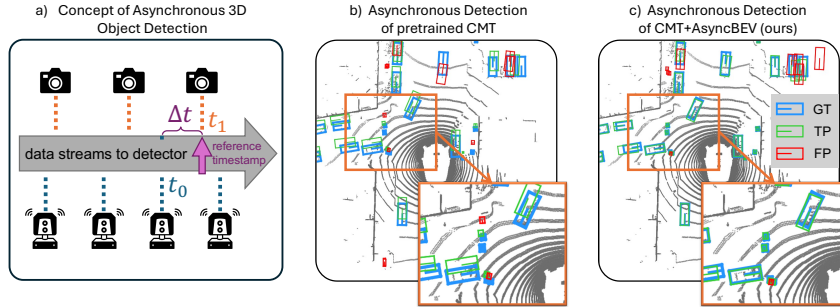 a) Concept of Asynchronous 3D
Object Detection
Δt
t₁
data streams to detector
reference
timestamp
t₀
b) Asynchronous Detection
of pretrained CMT
c) Asynchronous Detection
of CMT+AsyncBEV (ours)
GT
TP
FP